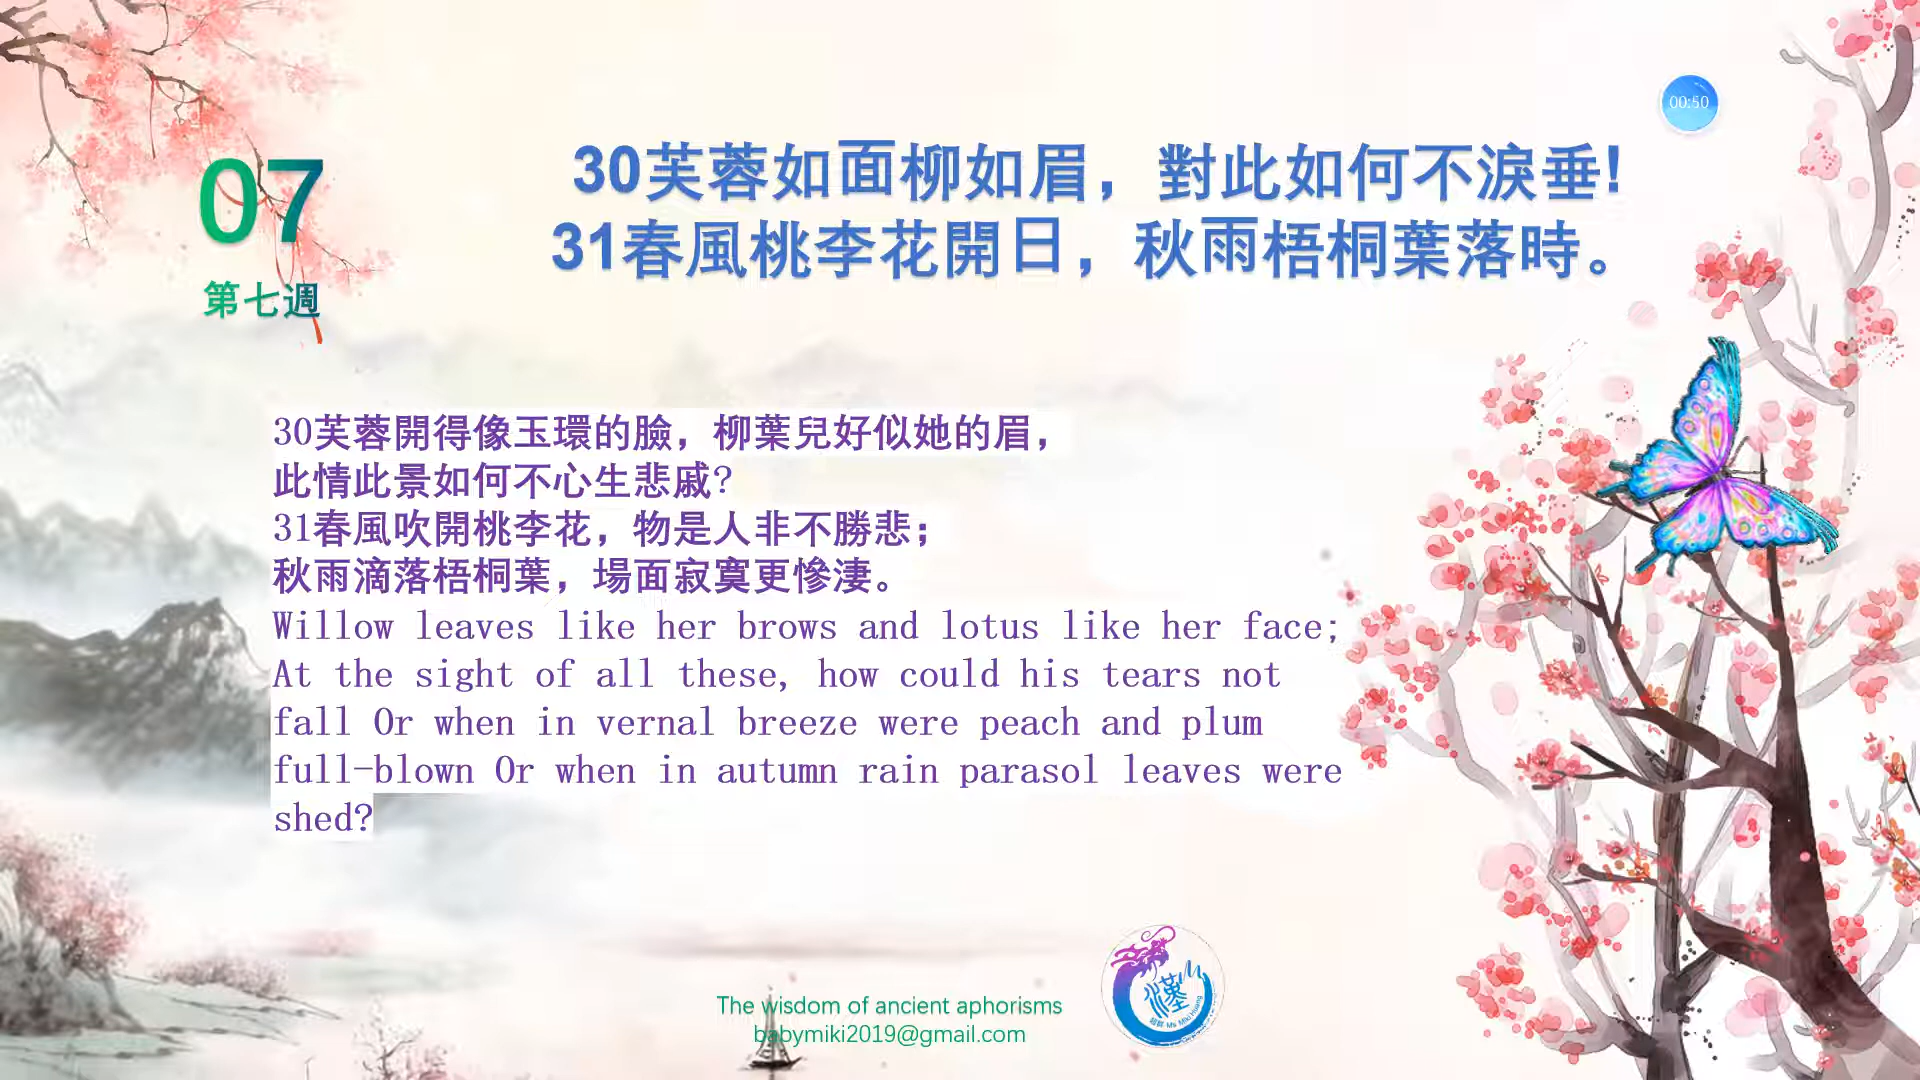 00:50
07
第七週
30芙蓉如面柳如眉，對此如何不淚垂!
31春風桃李花開日，秋雨梧桐葉落時。
30芙蓉開得像玉環的臉，柳葉兒好似她的眉，
此情此景如何不心生悲戚?
31春風吹開桃李花，物是人非不勝悲；
秋雨滴落梧桐葉，場面寂寞更慘淒。
Willow leaves like her brows and lotus like her face;
At the sight of all these, how could his tears not
fall Or when in vernal breeze were peach and plum
full-blown Or when in autumn rain parasol leaves were
shed?
The wisdom of ancient aphorisms
babymiki2019@gmail.com